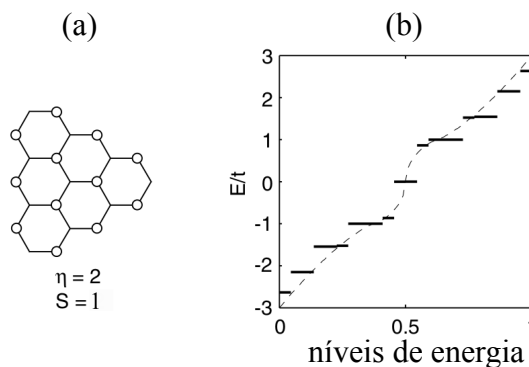 (a)
(b)
η = 2
S = 1
E/t
3
2
1
0
-1
-2
-3
0
0.5
níveis de energia